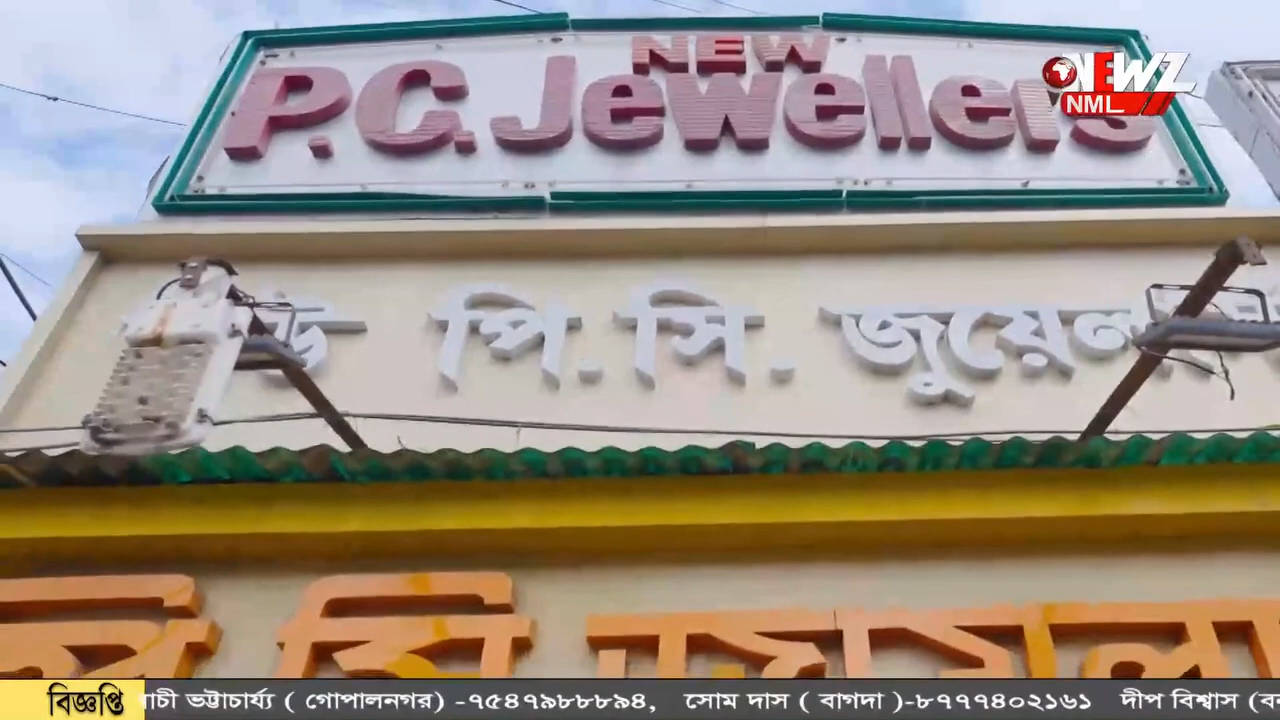 NEW
P.C. Jewellers
NEWZ
NML
উ পি.সি. জুয়েল
পি সি
বিজ্ঞপ্তি
াচী ভট্টাচার্য্য ( গোপালনগর) -৭৫৪৭৯৮৮৮৯৪, সোম দাস ( বাগদা )-৮৭৭৭৪০২১৬১ দীপ বিশ্বাস (ব